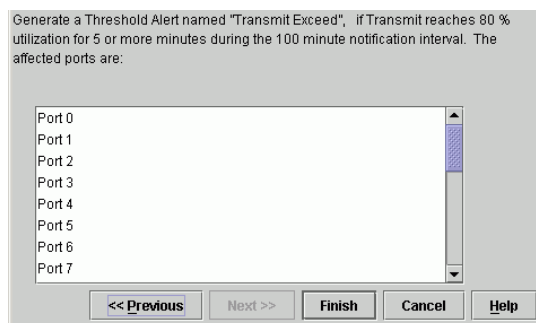 Generate a Threshold Alert named "Transmit Exceed", if Transmit reaches 80 %
utilization for 5 or more minutes during the 100 minute notification interval. The
affected ports are:
Port 0
Port 1
Port 2
Port 3
Port 4
Port 5
Port 6
Port 7
<< Previous Next >> Finish Cancel Help